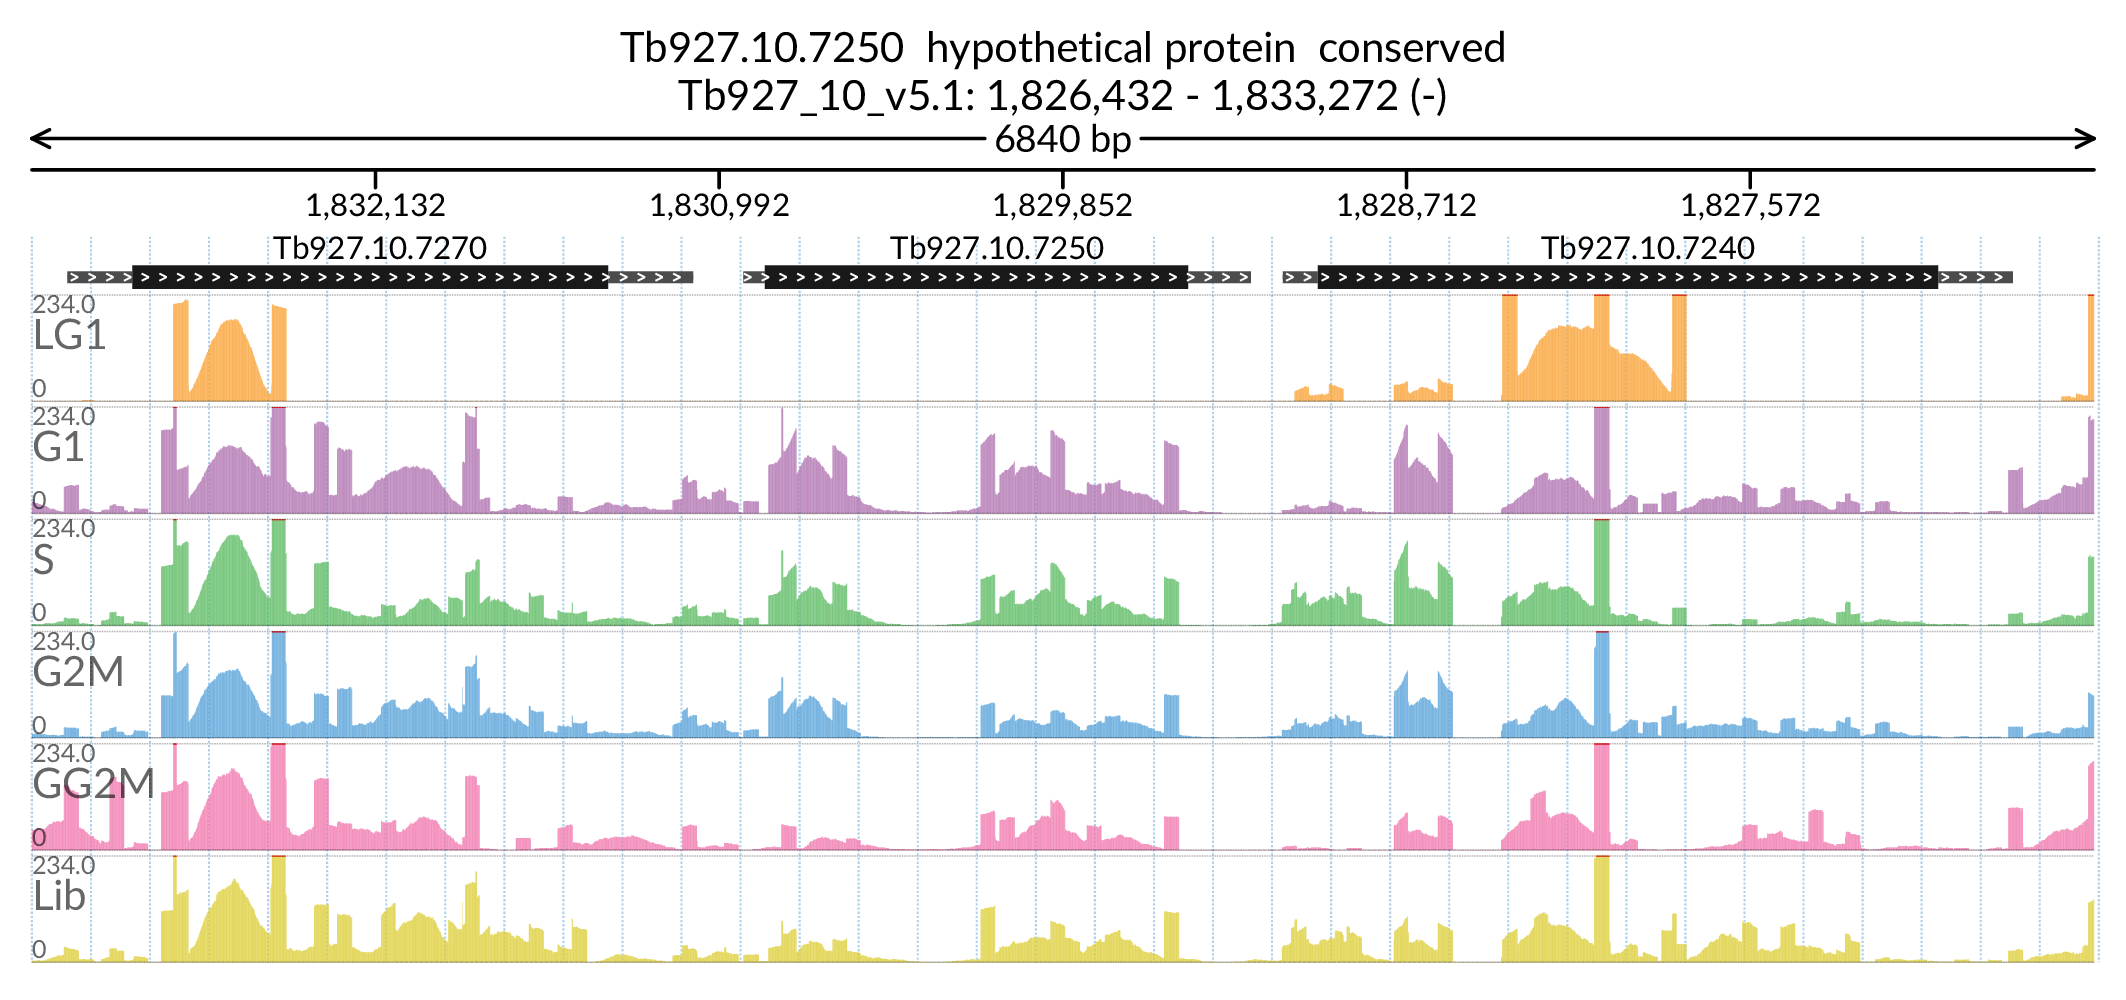 Tb927.10.7250 hypothetical protein conserved
Tb927_10_v5.1: 1,826,432 - 1,833,272 (-)
6840 bp
1,832,132 1,830,992 1,829,852 1,828,712 1,827,572
Tb927.10.7270 Tb927.10.7250 Tb927.10.7240
234.0
LG1
0
234.0
G1
0
234.0
S
0
234.0
G2M
0
234.0
GG2M
0
234.0
Lib
0